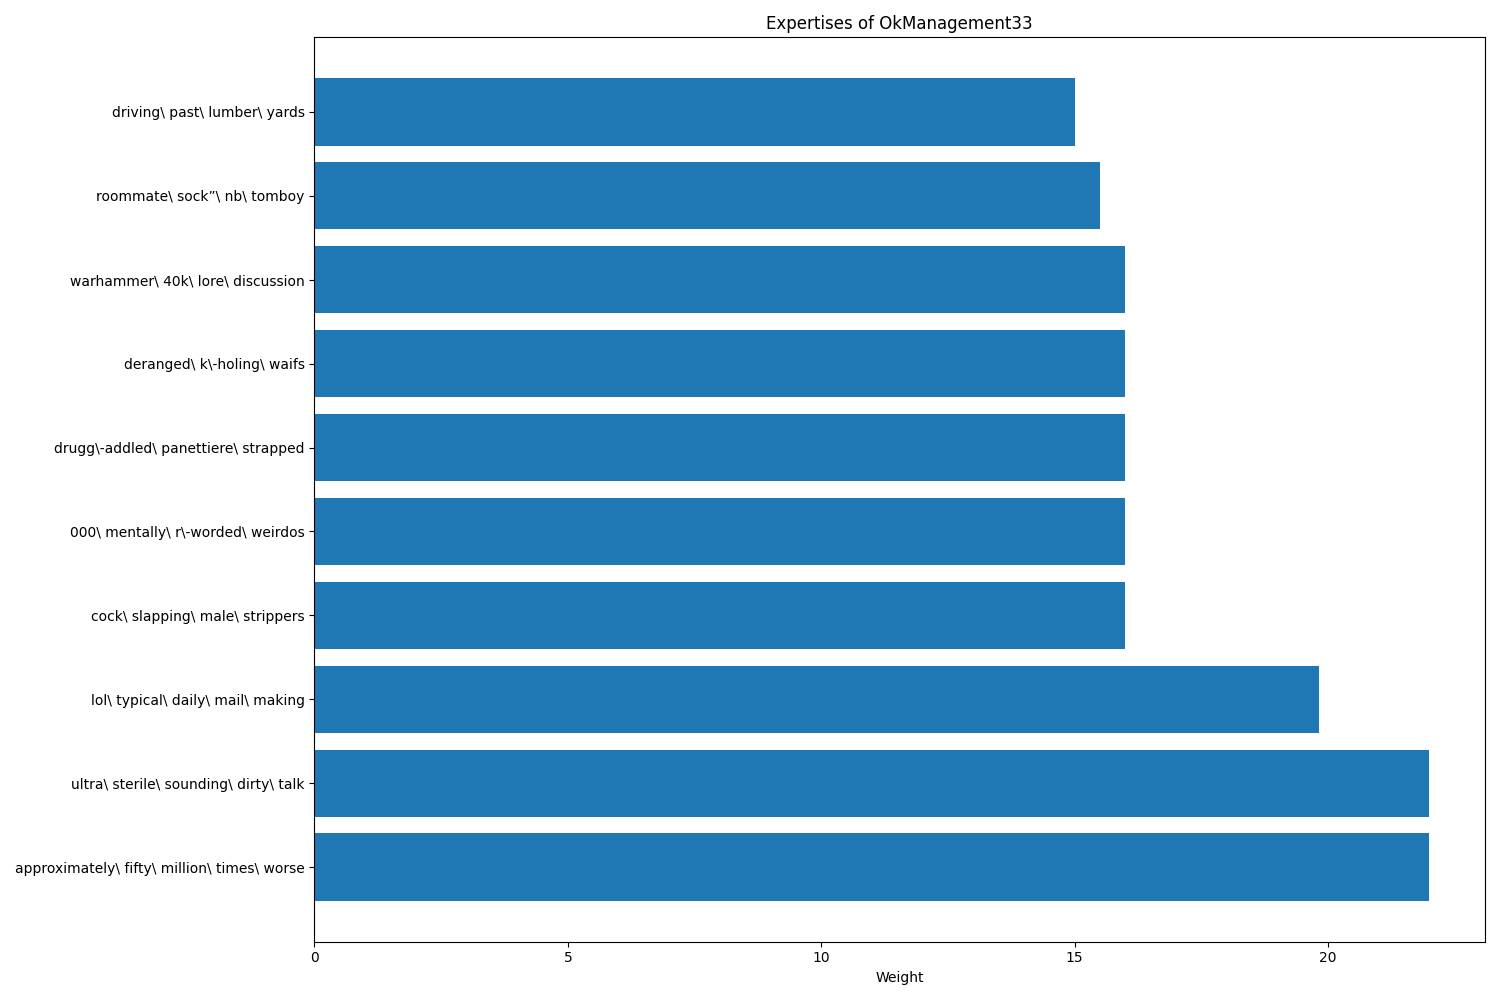 Expertises of OkManagement33
driving\ past\ lumber\ yards
roommate\ sock”\ nb\ tomboy
warhammer\ 40k\ lore\ discussion
deranged\ k\-holing\ waifs
drugg\-addled\ panettiere\ strapped
000\ mentally\ r\-worded\ weirdos
cock\ slapping\ male\ strippers
lol\ typical\ daily\ mail\ making
ultra\ sterile\ sounding\ dirty\ talk
approximately\ fifty\ million\ times\ worse
0 5 10 15 20
Weight